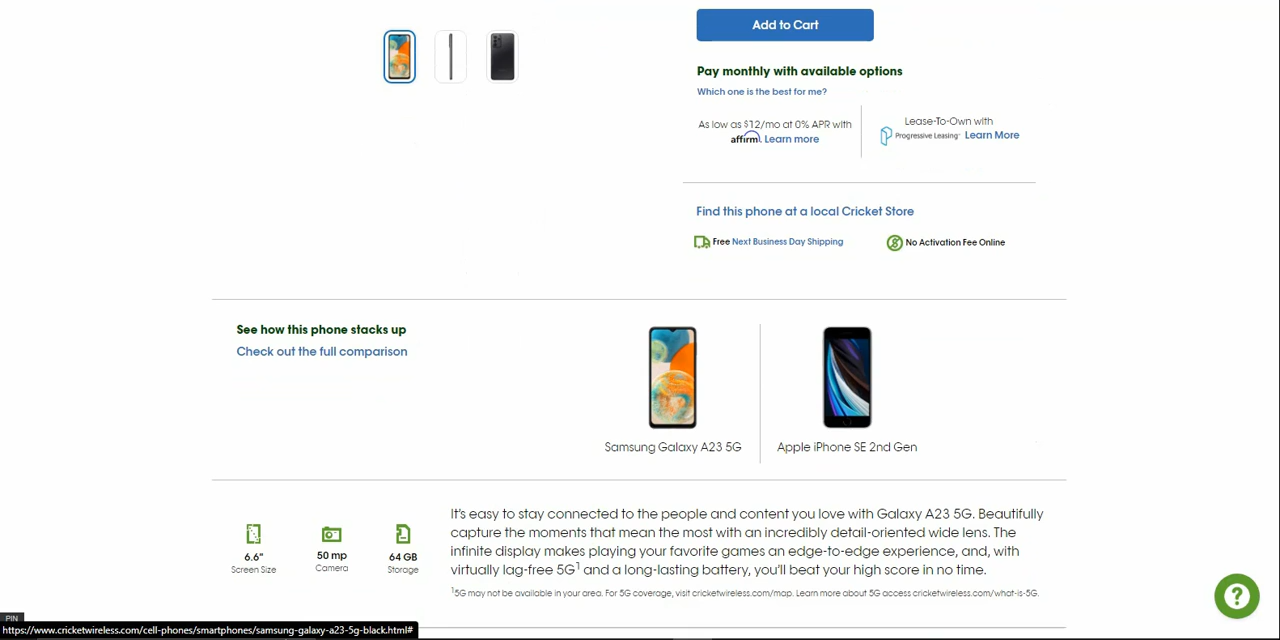 Add to Cart
Pay monthly with available options
Which one is the best for me?
As low as $12/mo at 0% APR with
affirm. Learn more
Lease-To-Own with
Progressive Leasing Learn More
Find this phone at a local Cricket Store
Free Next Business Day Shipping
No Activation Fee Online
See how this phone stacks up
Check out the full comparison
Samsung Galaxy A23 5G
Apple iPhone SE 2nd Gen
6.6"
Screen Size
50 mp
Camera
64 GB
Storage
It's easy to stay connected to the people and content you love with Galaxy A23 5G. Beautifully
capture the moments that mean the most with an incredibly detail-oriented wide lens. The
infinite display makes playing your favorite games an edge-to-edge experience, and, with
virtually lag-free 5G¹ and a long-lasting battery, you'll beat your high score in no time.
¹5G may not be available in your area. For 5G coverage, visit cricketwireless.com/map. Learn more about 5G access cricketwireless.com/what-is-5G.
PIN
https://www.cricketwireless.com/cell-phones/smartphones/samsung-galaxy-a23-5g-black.html#